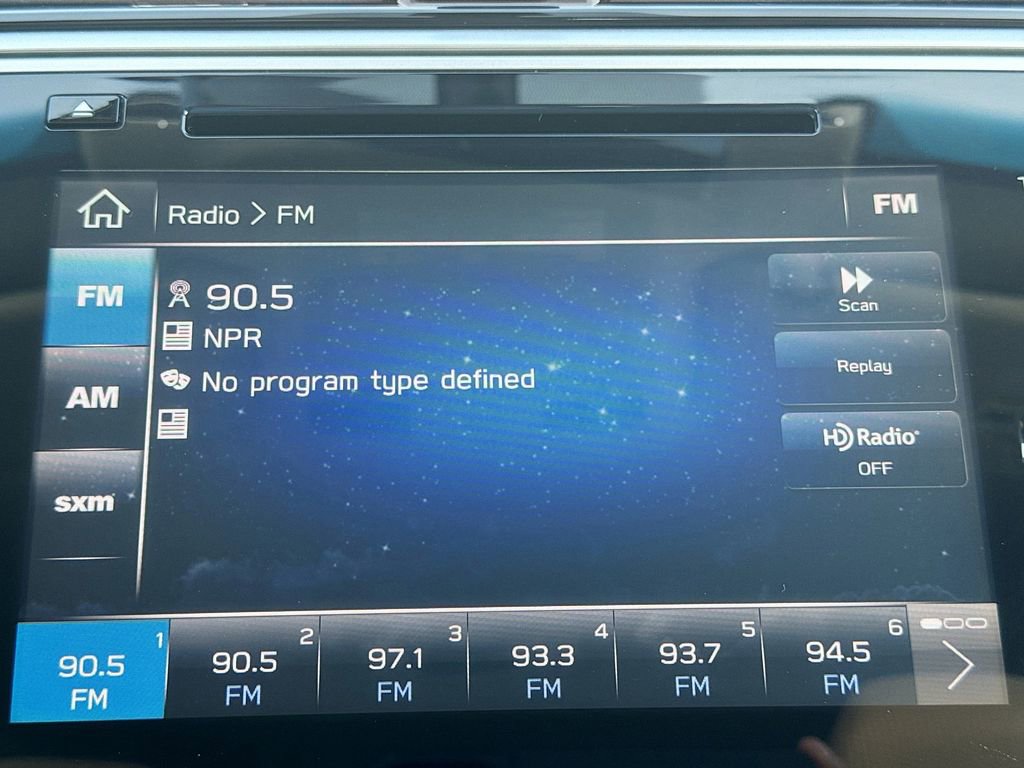 Radio > FM
FM
FM
AM
sxm
90.5
NPR
No program type defined
Scan
Replay
HD Radio®
OFF
1
90.5
FM
2
90.5
FM
3
97.1
FM
4
93.3
FM
5
93.7
FM
6
94.5
FM